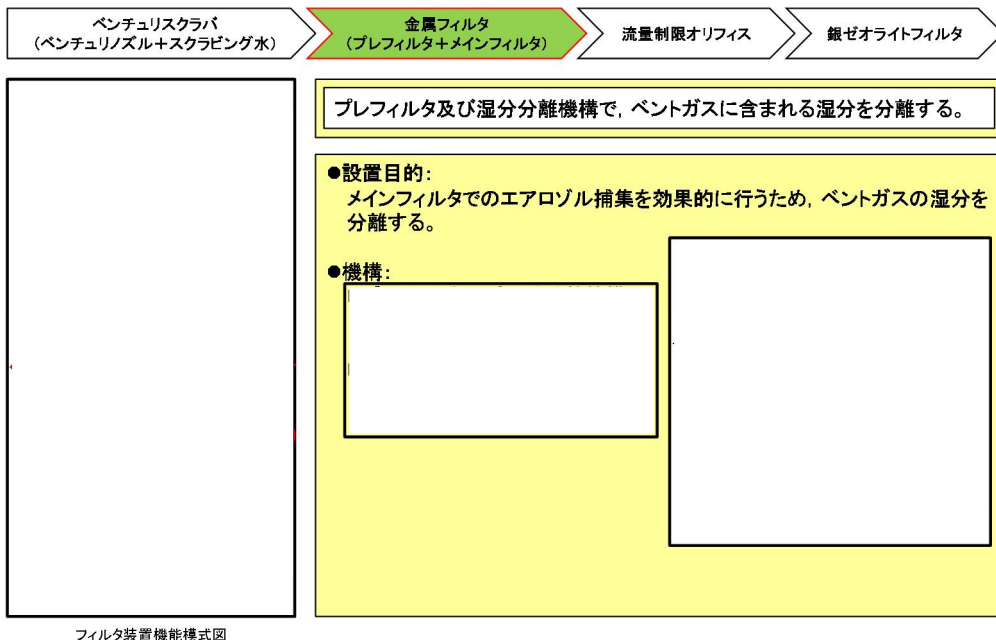 ベンチュリスクラバ
(ベンチュリノズル+スクラビング水)
金属フィルタ
(プレフィルタ+メインフィルタ)
流量制限オリフィス
銀ゼオライトフィルタ
プレフィルタ及び湿分分離機構で,ベントガスに含まれる湿分を分離する。
●設置目的:
メインフィルタでのエアロゾル捕集を効果的に行うため,ベントガスの湿分を
分離する。
●機構:
フィルタ装置機能模式図